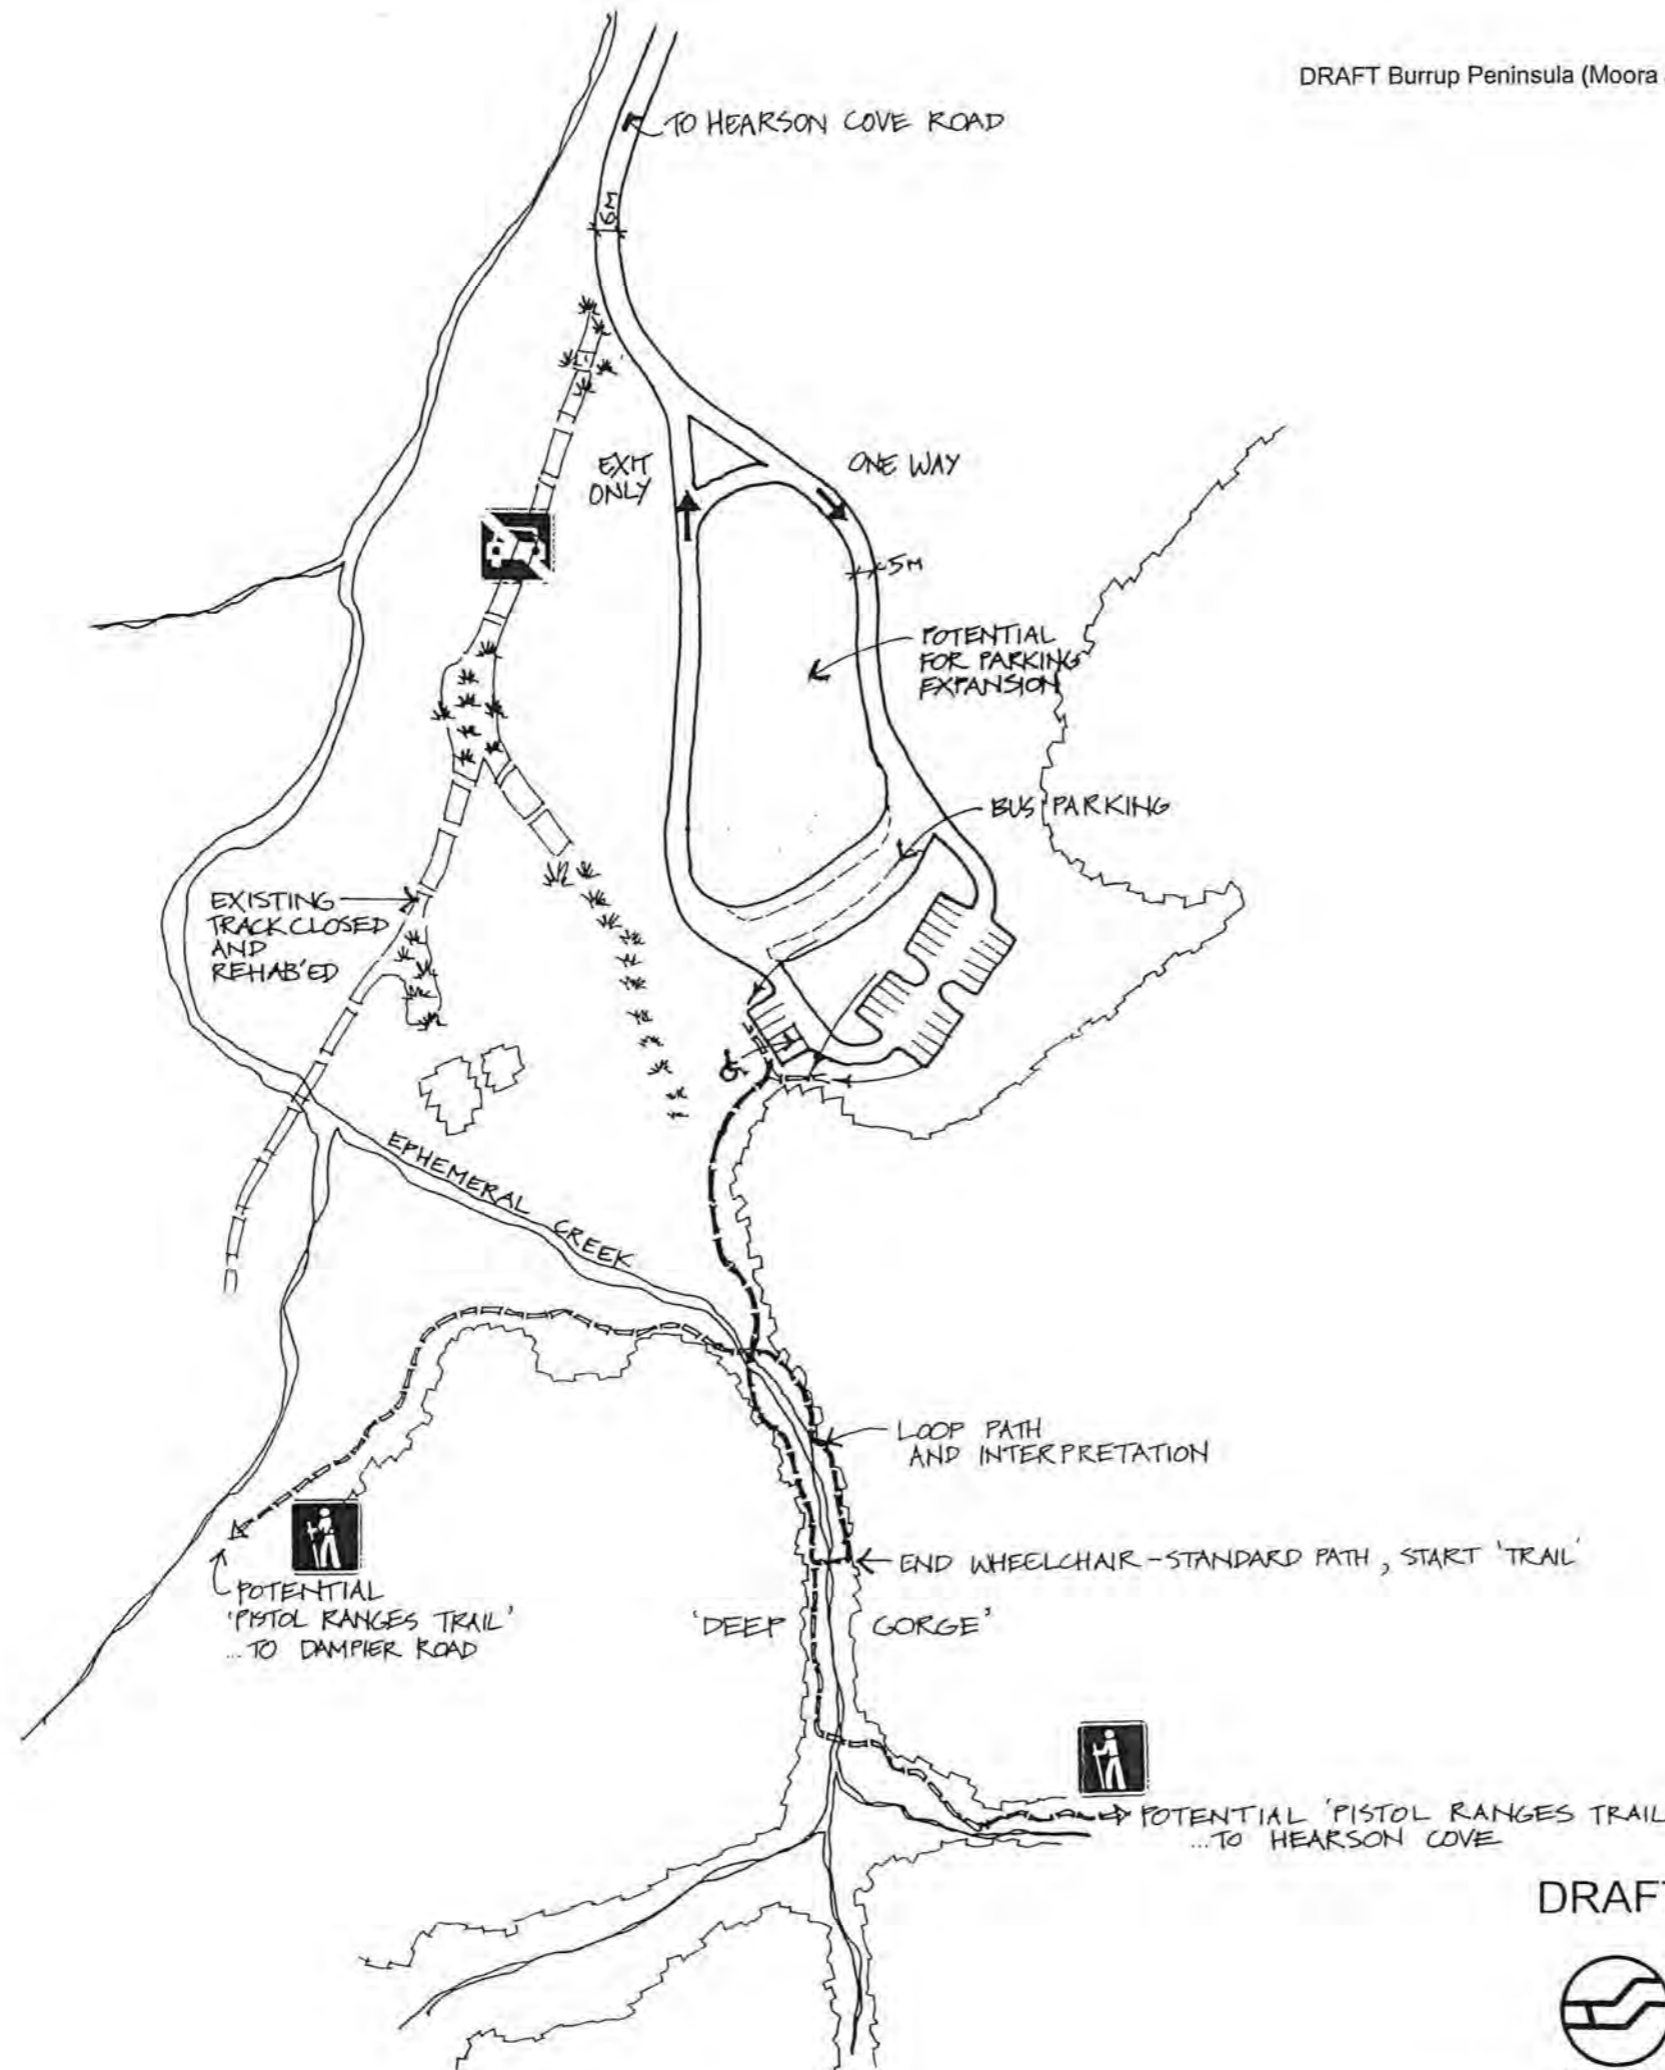 DRAFT Burrup Peninsula (Moora
TO HEARSON COVE ROAD
6M
EXIT
ONLY
ONE WAY
5M
POTENTIAL
FOR PARKING
EXPANSION
BUS PARKING
EXISTING
TRACK CLOSED
AND
REHAB'ED
EPHEMERAL CREEK
LOOP PATH
AND INTERPRETATION
END WHEELCHAIR-STANDARD PATH, START 'TRAIL'
POTENTIAL
'PISTOL RANGES TRAIL'
...TO DAMPIER ROAD
'DEEP GORGE'
POTENTIAL 'PISTOL RANGES TRAIL
...TO HEARSON COVE
DRAFT